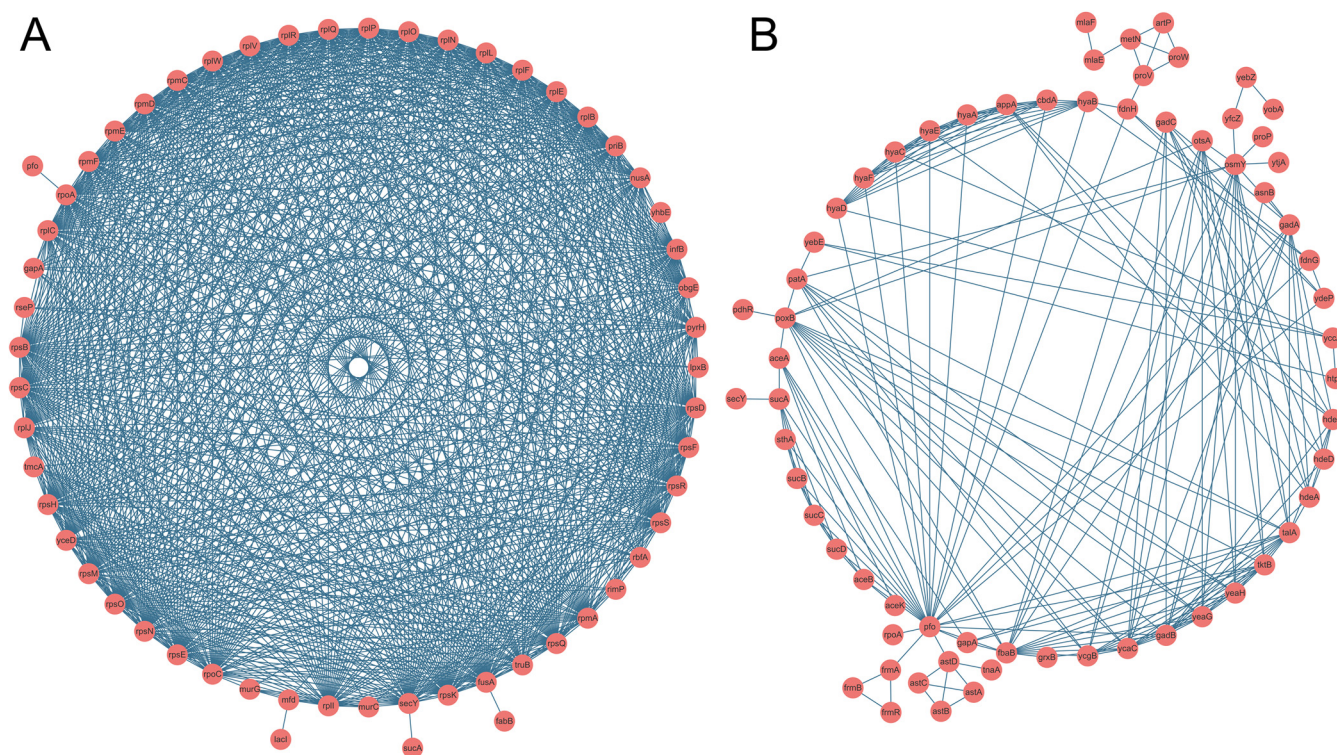 A
rplP
rplQ
rplO
rplR
rplN
rplV
rplL
rplW
rplF
rpmC
rplE
rpmD
rplB
rpmE
prlB
rpmF
nusA
pfo
rpoA
yhbE
rplC
infB
gapA
obgE
rseP
pyrH
rpsB
lpxB
rpsC
rpsD
rplJ
rpsF
tmcA
rpsR
rpsH
rpsS
yceD
rbfA
rpsM
rimP
rpsO
rpmA
rpsN
rpsQ
rpsE
truB
rpoC
fusA
murG
rpsK
mfd
secY
rplI
murC
fabB
lacI
sucA
B
mlaF
artP
metN
mlaE
proW
proV
yebZ
yobA
cbdA
hyaB
fdnH
appA
hyaA
gadC
yfcZ
hyaE
otsA
proP
hyaC
osmY
ytjA
hyaF
asnB
hyaD
gadA
yebE
fdnG
patA
ydeP
pdhR
poxB
ycc
aceA
htp
secY
sucA
hde
sthA
hdeD
sucB
hdeA
sucC
talA
sucD
tktB
aceB
yeaH
aceK
yeaG
pfo
rpoA
gadB
gapA
ycaC
fbaB
grxB
ycgB
frmA
astD
tnaA
frmB
astC
astA
frmR
astB